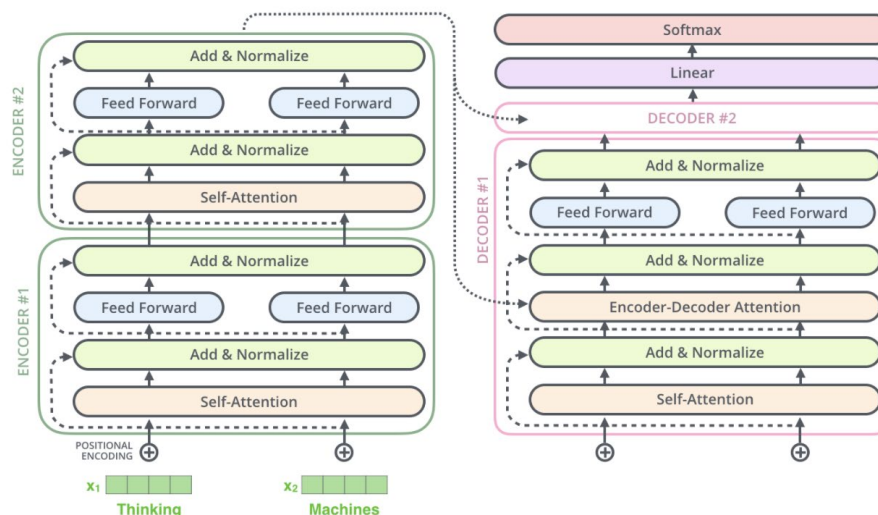 ENCODER #2
Add & Normalize
Feed Forward Feed Forward
Add & Normalize
Self-Attention
ENCODER #1
Add & Normalize
Feed Forward Feed Forward
Add & Normalize
Self-Attention
POSITIONAL
ENCODING
x₁ x₂
Thinking Machines
Softmax
Linear
DECODER #2
DECODER #1
Add & Normalize
Feed Forward Feed Forward
Add & Normalize
Encoder-Decoder Attention
Add & Normalize
Self-Attention